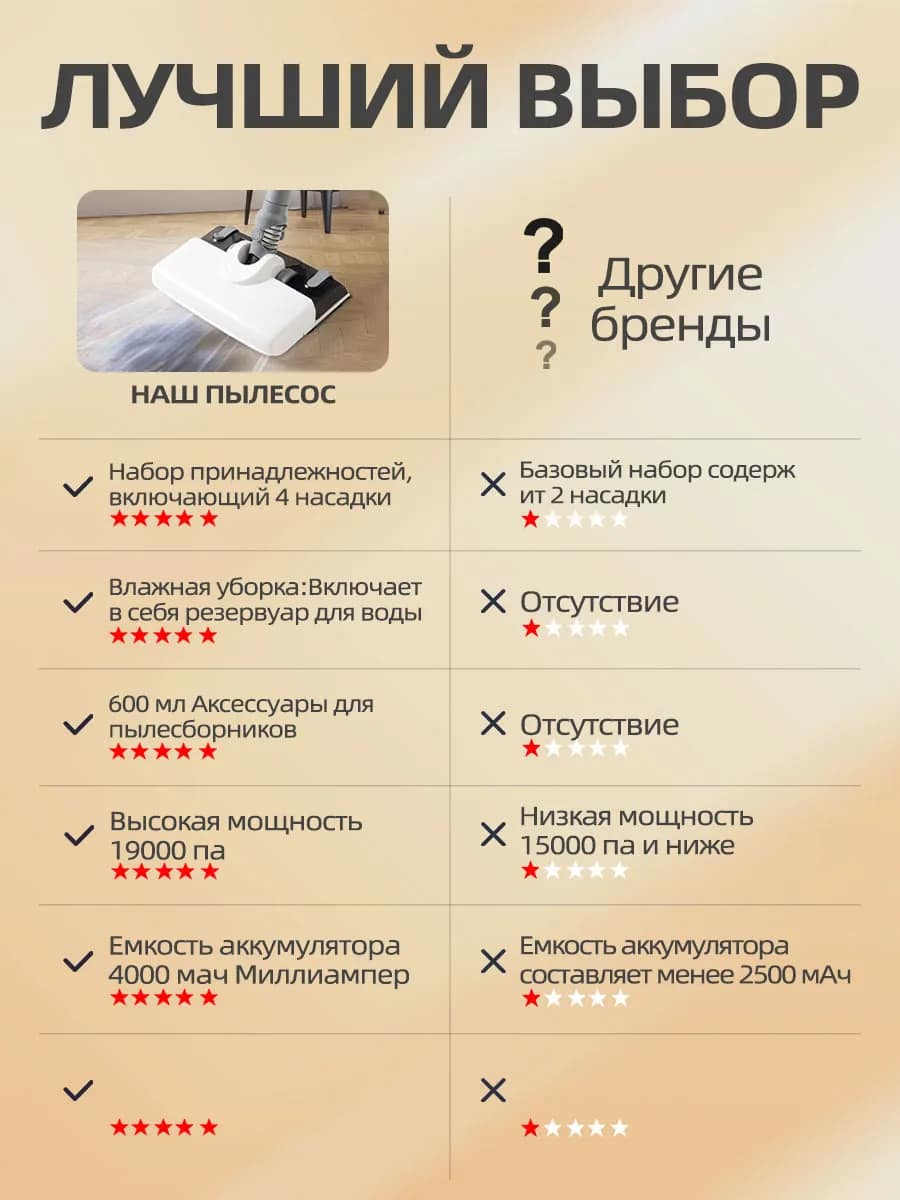 ЛУЧШИЙ ВЫБОР
?
?
?
Другие
бренды
НАШ ПЫЛЕСОС
Набор принадлежностей,
включающий 4 насадки
Базовый набор содерж
ит 2 насадки
Влажная уборка:Включает
в себя резервуар для воды
Отсутствие
600 мл Аксессуары для
пылесборников
Отсутствие
Высокая мощность
19000 па
Низкая мощность
15000 па и ниже
Емкость аккумулятора
4000 мач Миллиампер
Емкость аккумулятора
составляет менее 2500 мАч